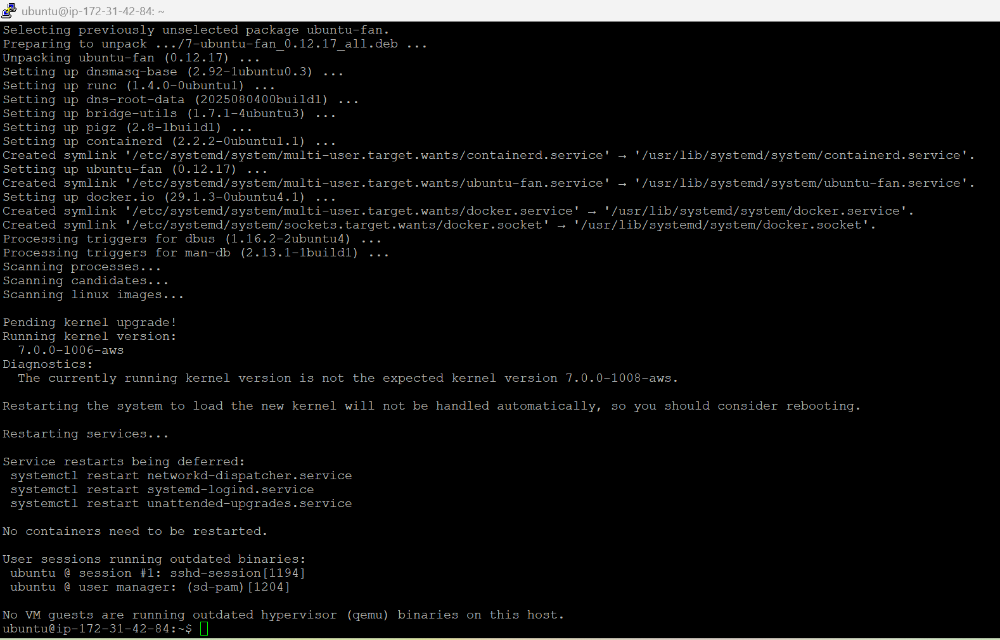 ubuntu@ip-172-31-42-84: ~
Selecting previously unselected package ubuntu-fan.
Preparing to unpack .../7-ubuntu-fan_0.12.17_all.deb ...
Unpacking ubuntu-fan (0.12.17) ...
Setting up dnsmasq-base (2.92-1ubuntu0.3) ...
Setting up runc (1.4.0-0ubuntu1) ...
Setting up dns-root-data (2025080400build1) ...
Setting up bridge-utils (1.7.1-4ubuntu3) ...
Setting up pigz (2.8-1build1) ...
Setting up containerd (2.2.2-0ubuntu1.1) ...
Created symlink '/etc/systemd/system/multi-user.target.wants/containerd.service' → '/usr/lib/systemd/system/containerd.service'.
Setting up ubuntu-fan (0.12.17) ...
Created symlink '/etc/systemd/system/multi-user.target.wants/ubuntu-fan.service' → '/usr/lib/systemd/system/ubuntu-fan.service'.
Setting up docker.io (29.1.3-0ubuntu4.1) ...
Created symlink '/etc/systemd/system/multi-user.target.wants/docker.service' → '/usr/lib/systemd/system/docker.service'.
Created symlink '/etc/systemd/system/sockets.target.wants/docker.socket' → '/usr/lib/systemd/system/docker.socket'.
Processing triggers for dbus (1.16.2-2ubuntu4) ...
Processing triggers for man-db (2.13.1-1build1) ...
Scanning processes...
Scanning candidates...
Scanning linux images...

Pending kernel upgrade!
Running kernel version:
  7.0.0-1006-aws
Diagnostics:
  The currently running kernel version is not the expected kernel version 7.0.0-1008-aws.

Restarting the system to load the new kernel will not be handled automatically, so you should consider rebooting.

Restarting services...

Service restarts being deferred:
 systemctl restart networkd-dispatcher.service
 systemctl restart systemd-logind.service
 systemctl restart unattended-upgrades.service

No containers need to be restarted.

User sessions running outdated binaries:
 ubuntu @ session #1: sshd-session[1194]
 ubuntu @ user manager: (sd-pam)[1204]

No VM guests are running outdated hypervisor (qemu) binaries on this host.
ubuntu@ip-172-31-42-84:~$